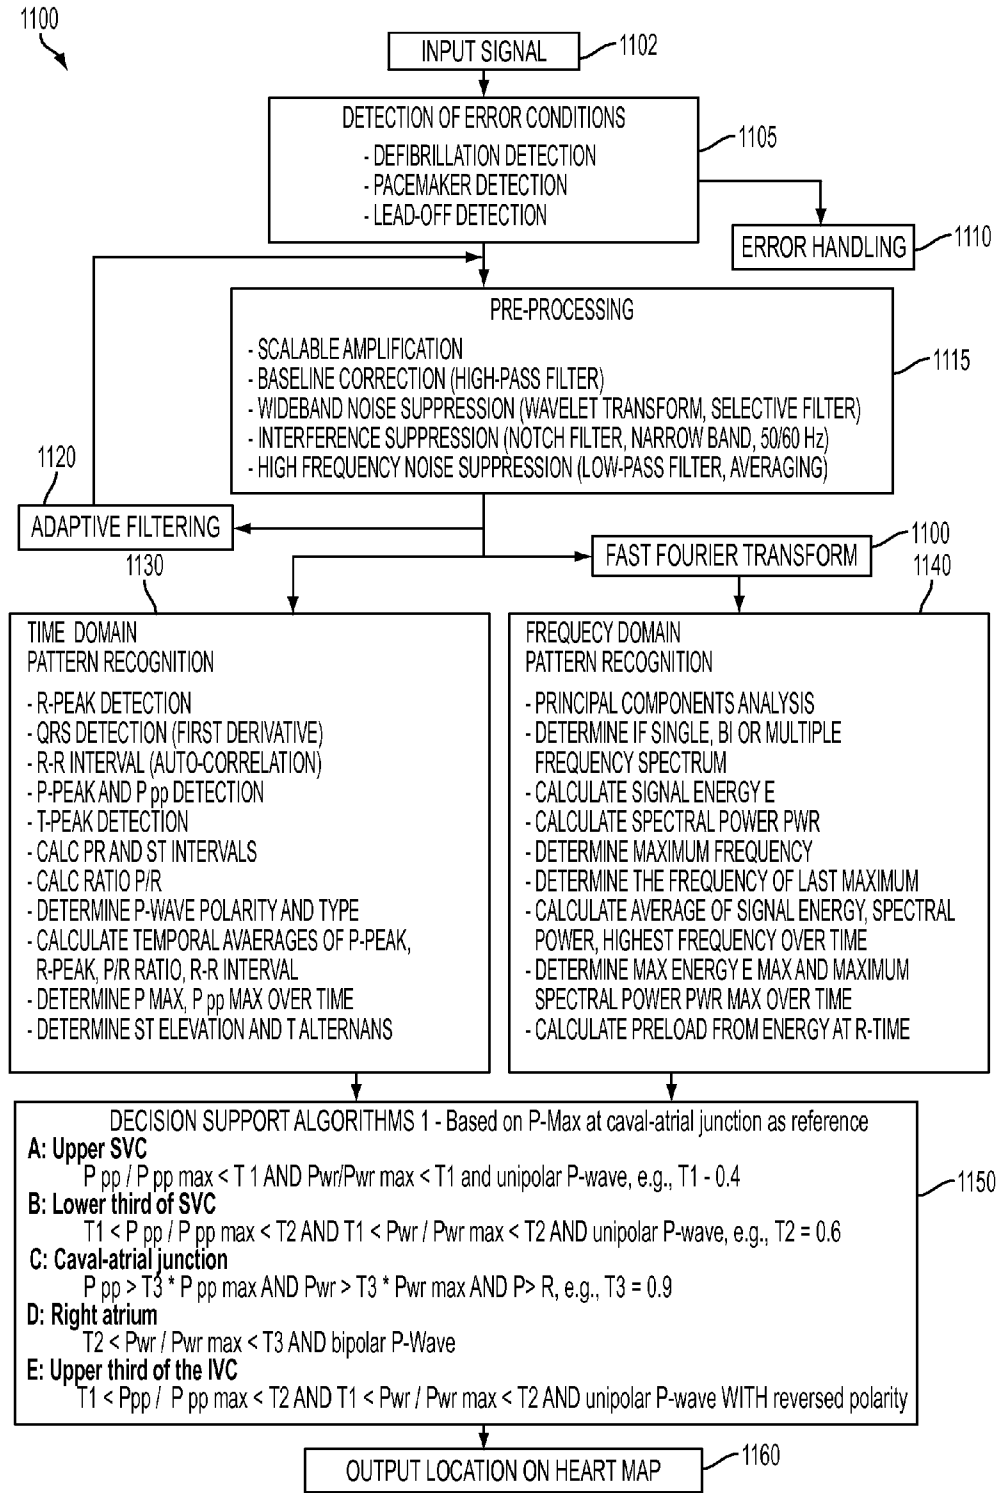 1100
INPUT SIGNAL
1102
DETECTION OF ERROR CONDITIONS
- DEFIBRILLATION DETECTION
- PACEMAKER DETECTION
- LEAD-OFF DETECTION
1105
ERROR HANDLING
1110
PRE-PROCESSING
- SCALABLE AMPLIFICATION
- BASELINE CORRECTION (HIGH-PASS FILTER)
- WIDEBAND NOISE SUPPRESSION (WAVELET TRANSFORM, SELECTIVE FILTER)
- INTERFERENCE SUPPRESSION (NOTCH FILTER, NARROW BAND, 50/60 Hz)
- HIGH FREQUENCY NOISE SUPPRESSION (LOW-PASS FILTER, AVERAGING)
1115
1120
ADAPTIVE FILTERING
FAST FOURIER TRANSFORM
1100
1130
TIME DOMAIN
PATTERN RECOGNITION
- R-PEAK DETECTION
- QRS DETECTION (FIRST DERIVATIVE)
- R-R INTERVAL (AUTO-CORRELATION)
- P-PEAK AND P pp DETECTION
- T-PEAK DETECTION
- CALC PR AND ST INTERVALS
- CALC RATIO P/R
- DETERMINE P-WAVE POLARITY AND TYPE
- CALCULATE TEMPORAL AVAERAGES OF P-PEAK,
R-PEAK, P/R RATIO, R-R INTERVAL
- DETERMINE P MAX, P pp MAX OVER TIME
- DETERMINE ST ELEVATION AND T ALTERNANS
1140
FREQUECY DOMAIN
PATTERN RECOGNITION
- PRINCIPAL COMPONENTS ANALYSIS
- DETERMINE IF SINGLE, BI OR MULTIPLE
FREQUENCY SPECTRUM
- CALCULATE SIGNAL ENERGY E
- CALCULATE SPECTRAL POWER PWR
- DETERMINE MAXIMUM FREQUENCY
- DETERMINE THE FREQUENCY OF LAST MAXIMUM
- CALCULATE AVERAGE OF SIGNAL ENERGY, SPECTRAL
POWER, HIGHEST FREQUENCY OVER TIME
- DETERMINE MAX ENERGY E MAX AND MAXIMUM
SPECTRAL POWER PWR MAX OVER TIME
- CALCULATE PRELOAD FROM ENERGY AT R-TIME
DECISION SUPPORT ALGORITHMS 1 - Based on P-Max at caval-atrial junction as reference
A: Upper SVC
P pp / P pp max < T 1 AND Pwr/Pwr max < T1 and unipolar P-wave, e.g., T1 - 0.4
B: Lower third of SVC
T1 < P pp / P pp max < T2 AND T1 < Pwr / Pwr max < T2 AND unipolar P-wave, e.g., T2 = 0.6
C: Caval-atrial junction
P pp > T3 * P pp max AND Pwr > T3 * Pwr max AND P> R, e.g., T3 = 0.9
D: Right atrium
T2 < Pwr / Pwr max < T3 AND bipolar P-Wave
E: Upper third of the IVC
T1 < Ppp / P pp max < T2 AND T1 < Pwr / Pwr max < T2 AND unipolar P-wave WITH reversed polarity
1150
OUTPUT LOCATION ON HEART MAP
1160